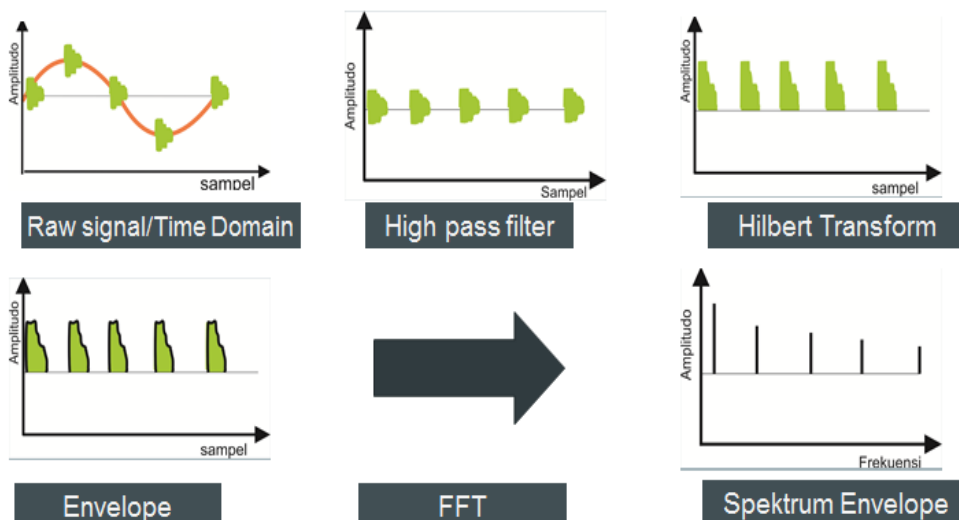 Amplitudo
sampel
Raw signal/Time Domain
Amplitudo
Sampel
High pass filter
Amplitudo
sampel
Hilbert Transform
Amplitudo
sampel
Envelope
FFT
Amplitudo
Frekuensi
Spektrum Envelope